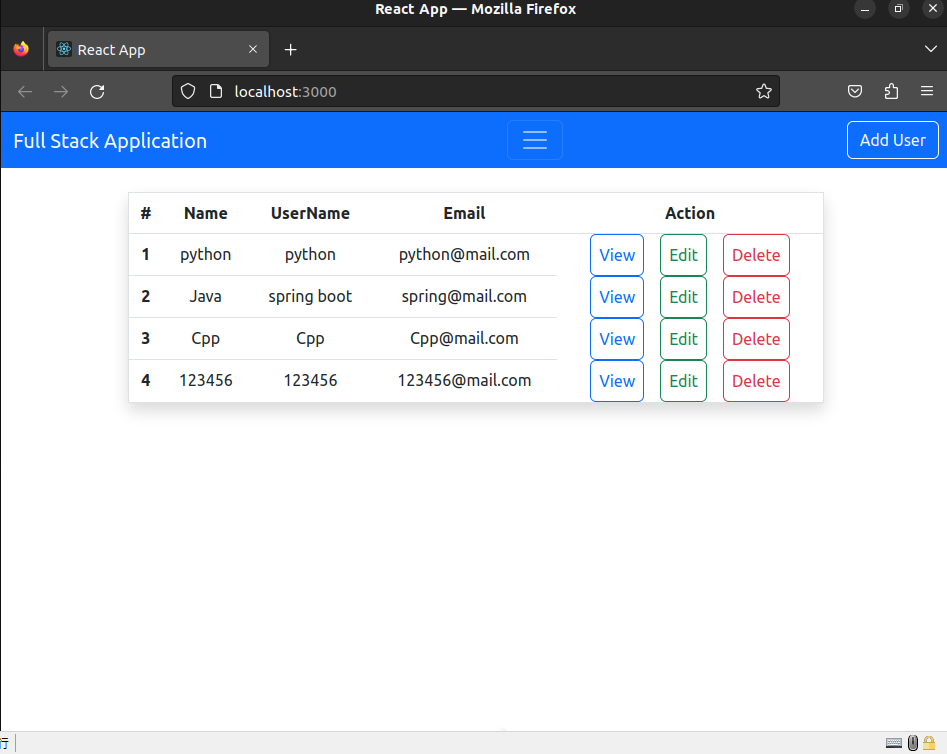 React App — Mozilla Firefox
React App
localhost:3000
Full Stack Application Add User
# Name UserName Email Action
1 python python python@mail.com View Edit Delete
2 Java spring boot spring@mail.com View Edit Delete
3 Cpp Cpp Cpp@mail.com View Edit Delete
4 123456 123456 123456@mail.com View Edit Delete
行